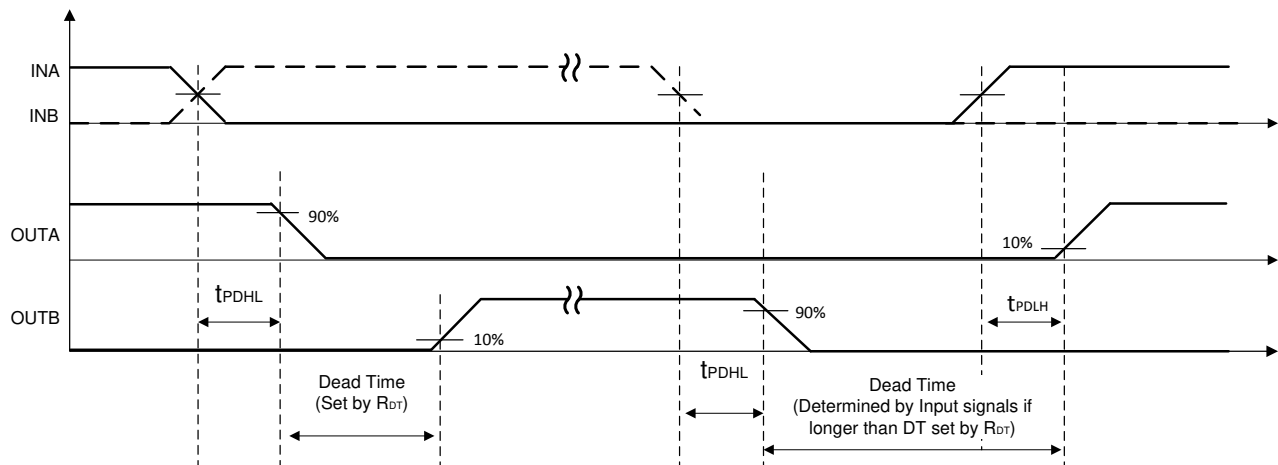 INA
INB
90%
OUTA
10%
tPDHL
tPDLH
OUTB
90%
10%
tPDHL
Dead Time
(Set by RDT)
Dead Time
(Determined by Input signals if
longer than DT set by RDT)